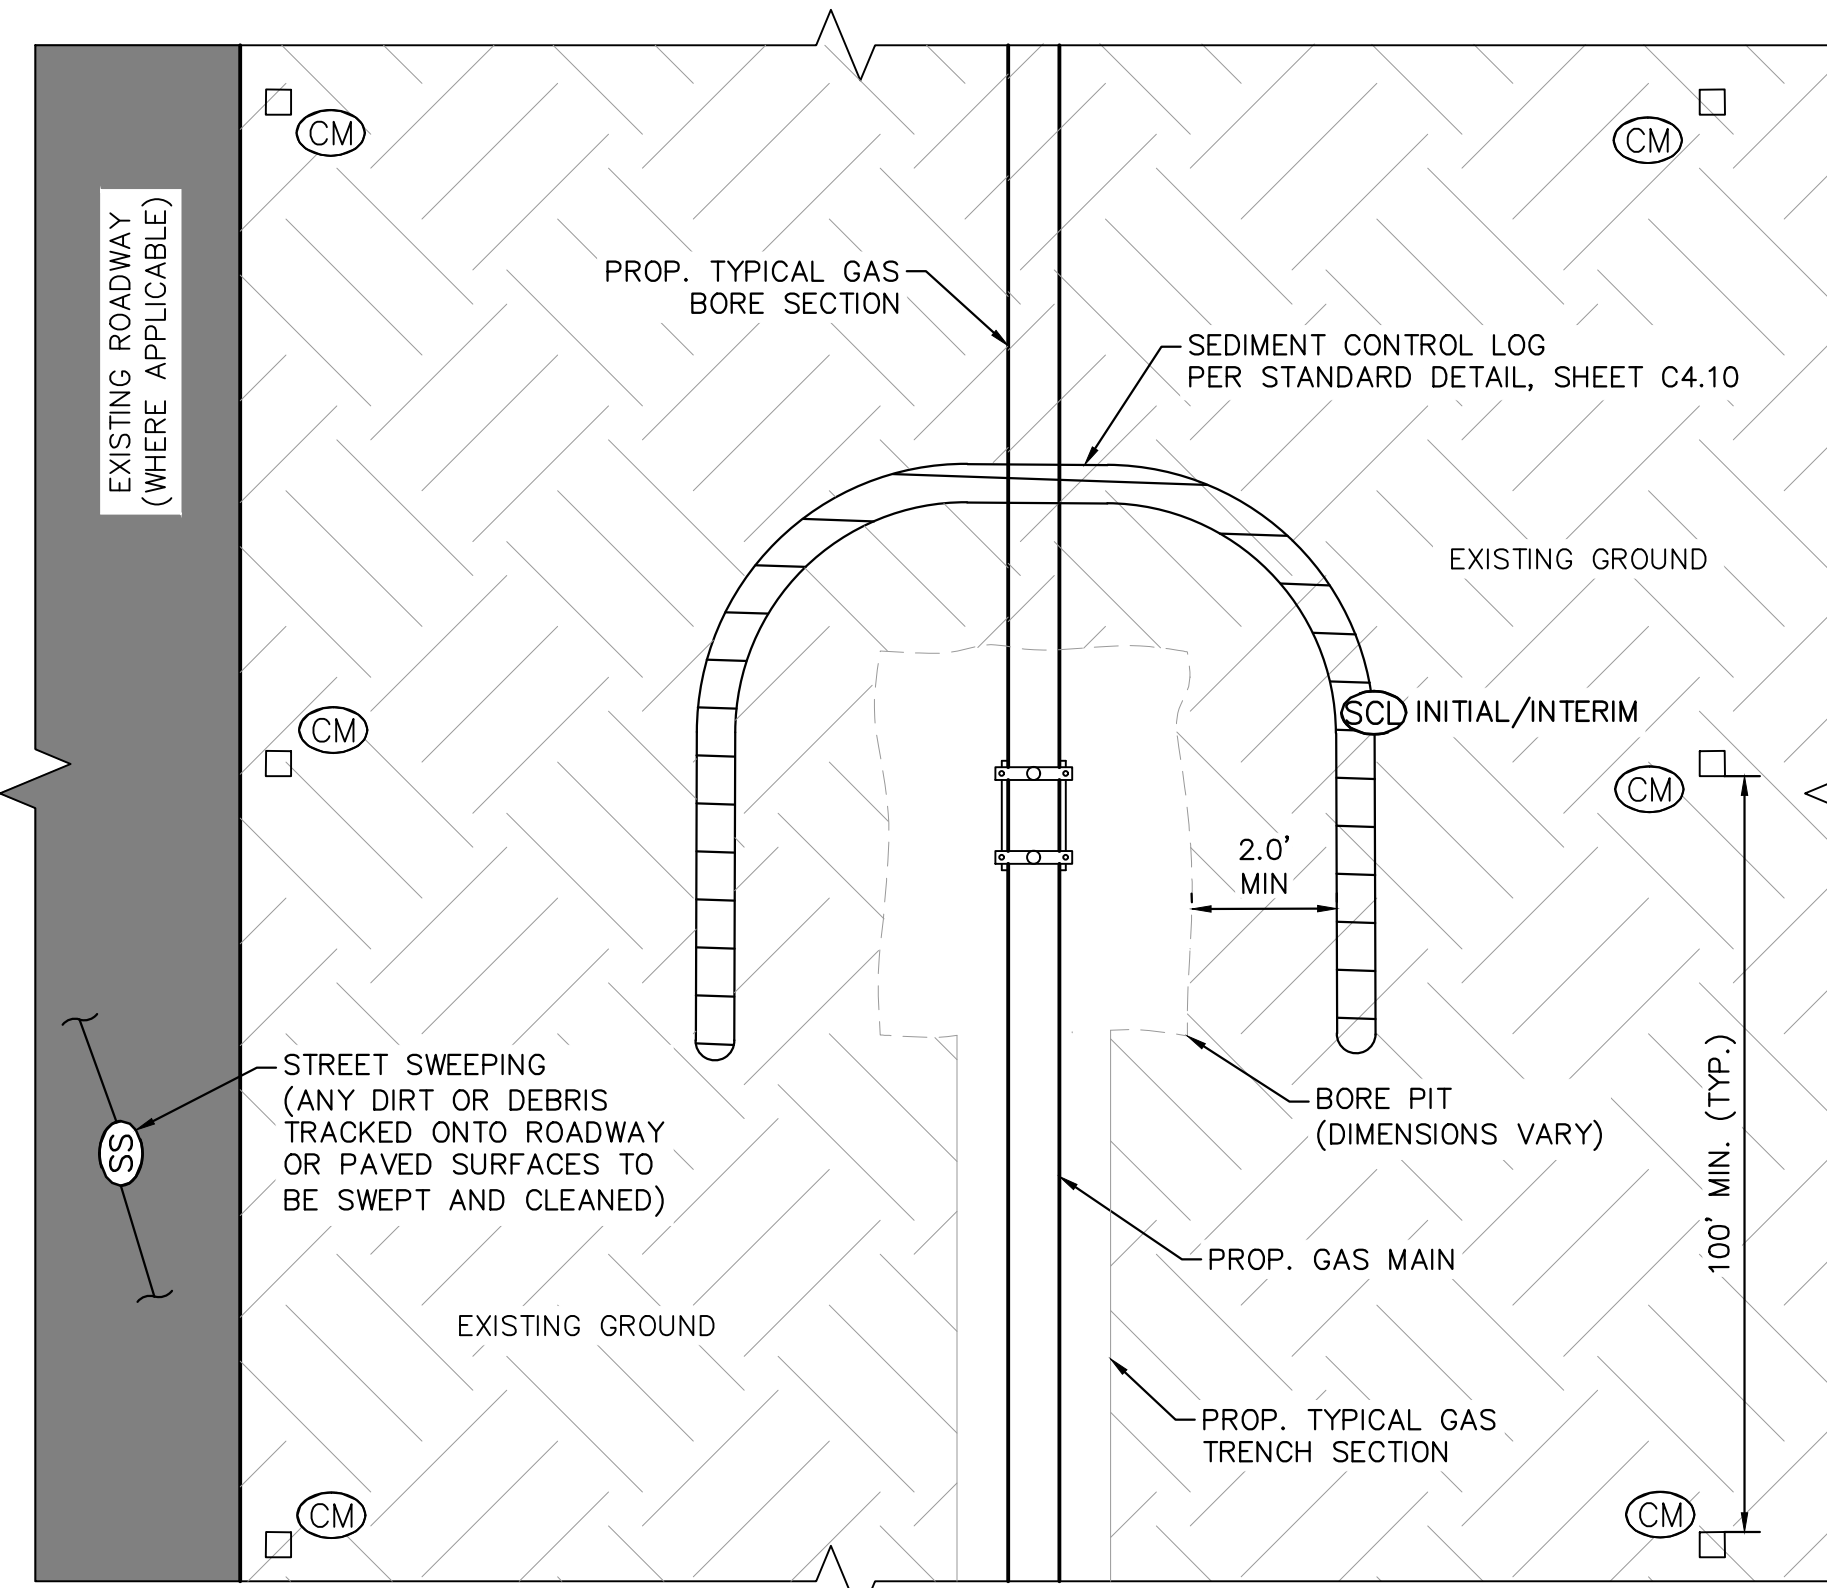 CM
CM
EXISTING ROADWAY
(WHERE APPLICABLE)
PROP. TYPICAL GAS
BORE SECTION
SEDIMENT CONTROL LOG
PER STANDARD DETAIL, SHEET C4.10
EXISTING GROUND
SCL INITIAL/INTERIM
CM
CM
2.0'
MIN
STREET SWEEPING
(ANY DIRT OR DEBRIS
TRACKED ONTO ROADWAY
OR PAVED SURFACES TO
BE SWEPT AND CLEANED)
SS
BORE PIT
(DIMENSIONS VARY)
100' MIN. (TYP.)
PROP. GAS MAIN
EXISTING GROUND
PROP. TYPICAL GAS
TRENCH SECTION
CM
CM